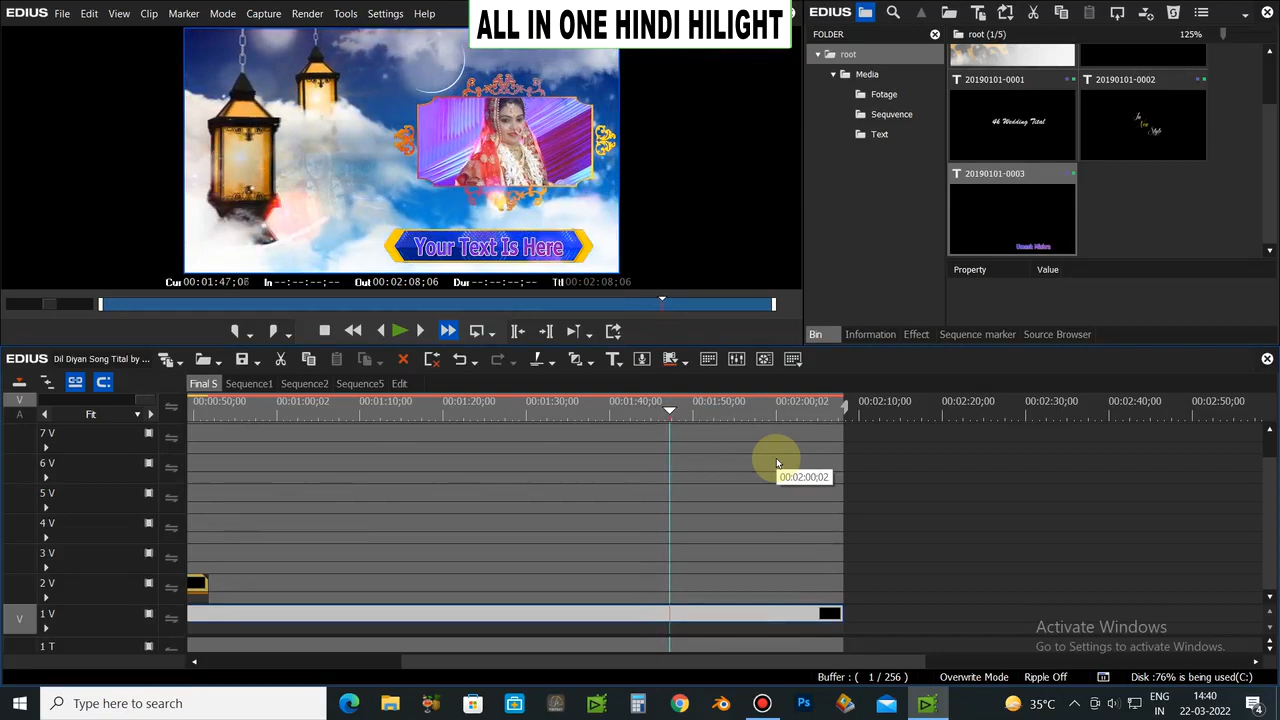 EDIUS File Edit View Clip Marker Mode Capture Render Tools Settings Help
ALL IN ONE HINDI HILIGHT
Your Text Is Here
Cur 00:01:47;06 In --:--:--;-- Out 00:02:08;06 Dur --:--:--;-- Ttl 00:02:08;06
EDIUS
FOLDER
root
Media
Fotage
Sequvence
Text
root (1/5) 125%
20190101-0001
20190101-0002
4k Wedding Tital
20190101-0003
Umesh Mishra
Property Value
Bin Information Effect Sequence marker Source Browser
EDIUS Dil Diyan Song Tital by ...
Final S Sequence1 Sequence2 Sequence5 Edit
V
A
Fit
00:00:50;00 00:01:00;02 00:01:10;00 00:01:20;00 00:01:30;00 00:01:40;00 00:01:50;00 00:02:00;02 00:02:10;00 00:02:20;00 00:02:30;00 00:02:40;00 00:02:50;00
7 V
6 V
00:02:00;02
5 V
4 V
3 V
2 V
V 1 V
1 T
Activate Windows
Go to Settings to activate Windows.
Buffer : ( 1 / 256 ) Overwrite Mode Ripple Off Disk :76% is being used(C:)
Type here to search
Ps
35°C
ENG
IN
14:40
22-03-2022